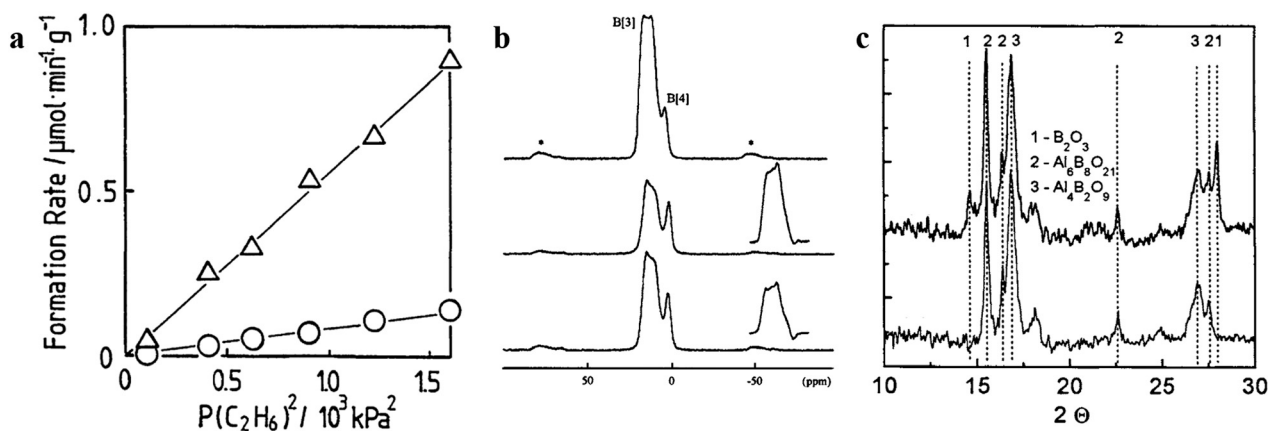 a
Formation Rate / μmol·min⁻¹·g⁻¹
1.0
0.5
0
0
0.5
1.0
1.5
P(C₂H₆)² / 10³ kPa²
b
B[3]
B[4]
*
*
50
0
-50
(ppm)
c
1
2
2
3
2
3
2
1
1 - B₂O₃
2 - Al₆B₈O₂₁
3 - Al₄B₂O₉
10
15
20
25
30
2 Θ